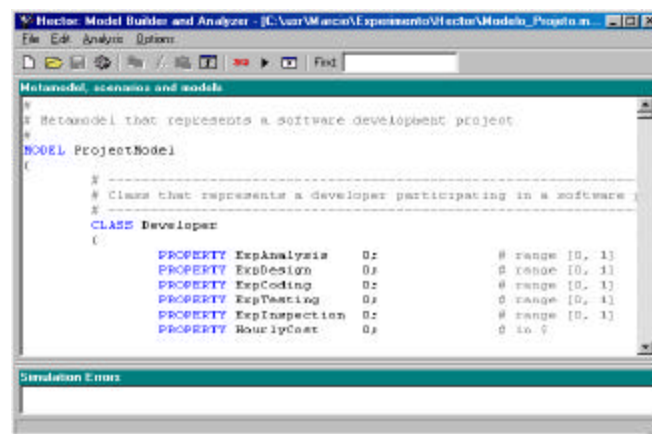 Hector: Model Builder and Analyzer - [C:\usr\Marcio\Experimento\Hector\Modelo_Projeto.m...
File Edit Analysis Options
Find
Metamodel, scenarios and models
#
# Metamodel that represents a software development project
#
MODEL ProjectModel
{
# ----------------------------------------------------------------
# Class that represents a developer participating in a software
# ----------------------------------------------------------------
CLASS Developer
{
PROPERTY ExpAnalysis 0; # range [0, 1]
PROPERTY ExpDesign 0; # range [0, 1]
PROPERTY ExpCoding 0; # range [0, 1]
PROPERTY ExpTesting 0; # range [0, 1]
PROPERTY ExpInspection 0; # range [0, 1]
PROPERTY HourlyCost 0; # in $
Simulation Errors